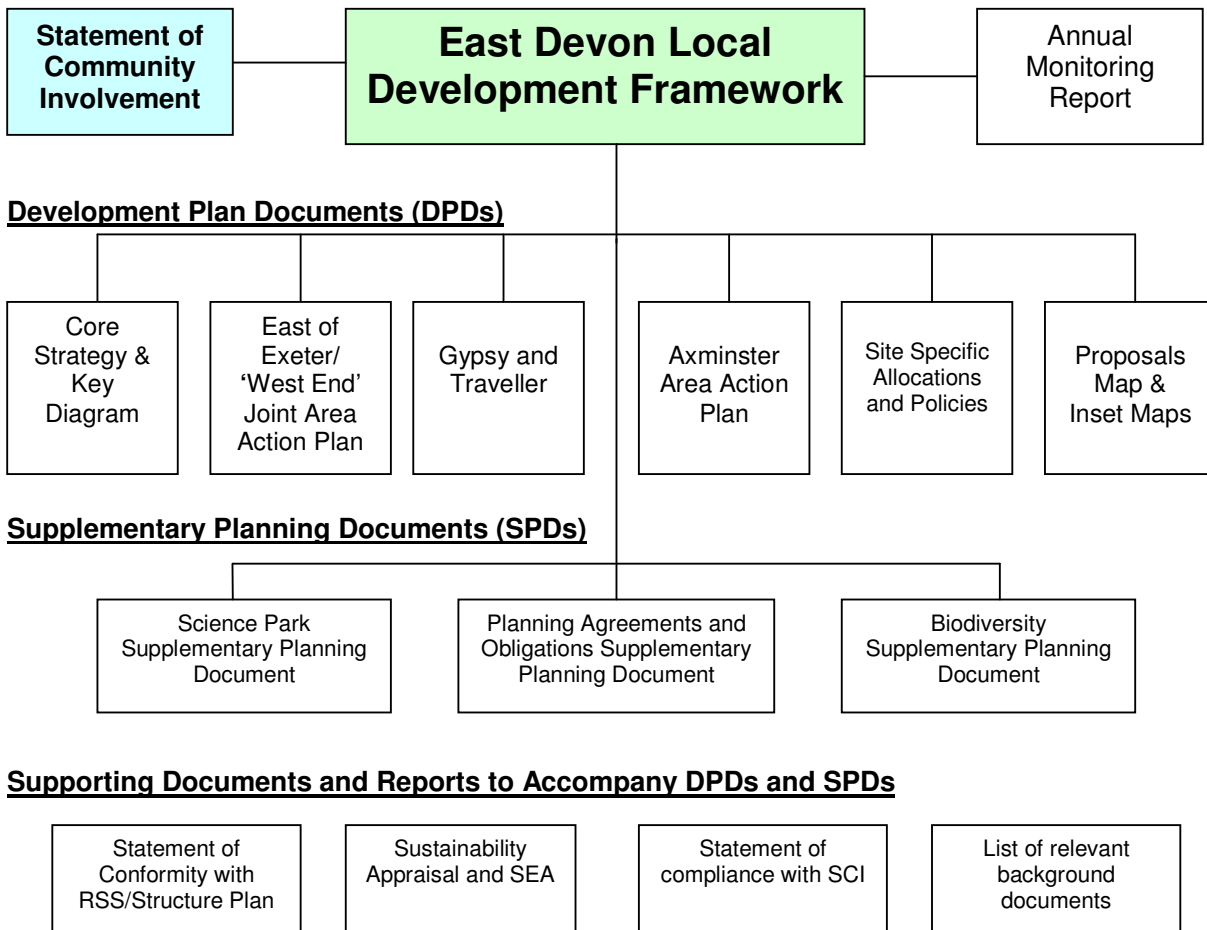 Statement of
Community
Involvement
East Devon Local
Development Framework
Annual
Monitoring
Report
Development Plan Documents (DPDs)
Core
Strategy &
Key
Diagram
East of
Exeter/
‘West End’
Joint Area
Action Plan
Gypsy and
Traveller
Axminster
Area Action
Plan
Site Specific
Allocations
and Policies
Proposals
Map &
Inset Maps
Supplementary Planning Documents (SPDs)
Science Park
Supplementary Planning
Document
Planning Agreements and
Obligations Supplementary
Planning Document
Biodiversity
Supplementary Planning
Document
Supporting Documents and Reports to Accompany DPDs and SPDs
Statement of
Conformity with
RSS/Structure Plan
Sustainability
Appraisal and SEA
Statement of
compliance with SCI
List of relevant
background
documents